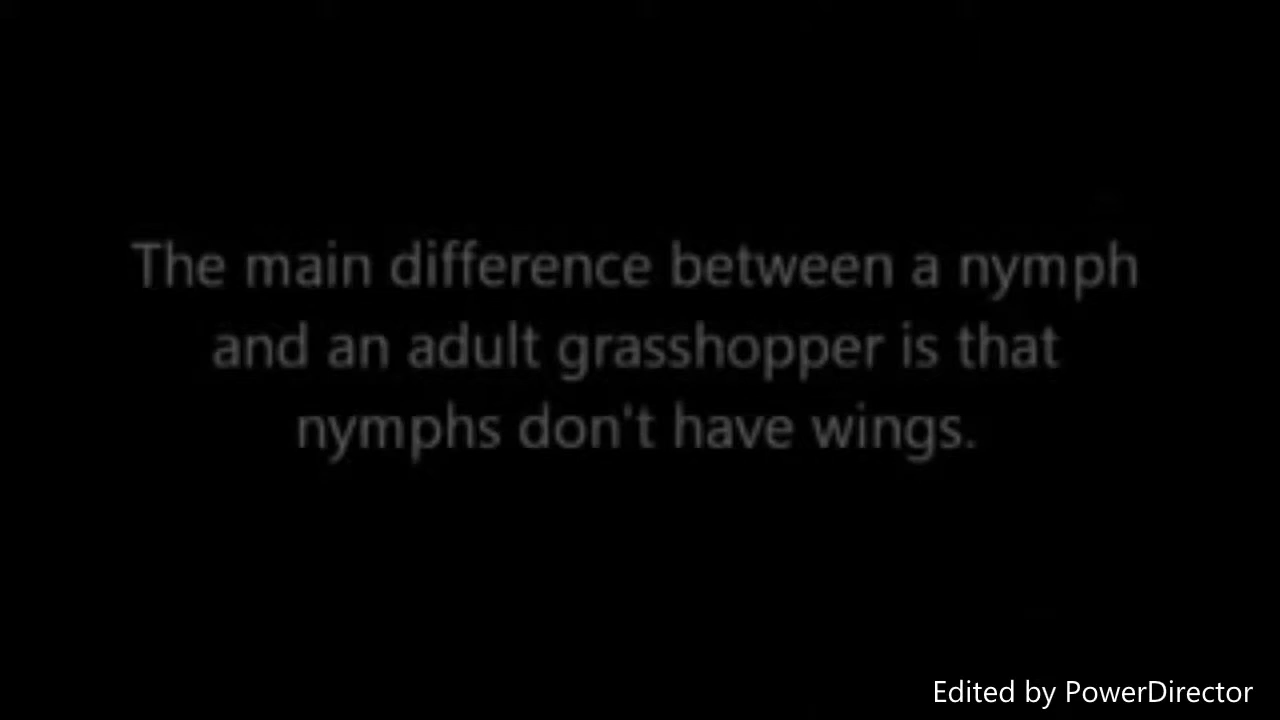 The main difference between a nymph
and an adult grasshopper is that
nymphs don't have wings.
Edited by PowerDirector